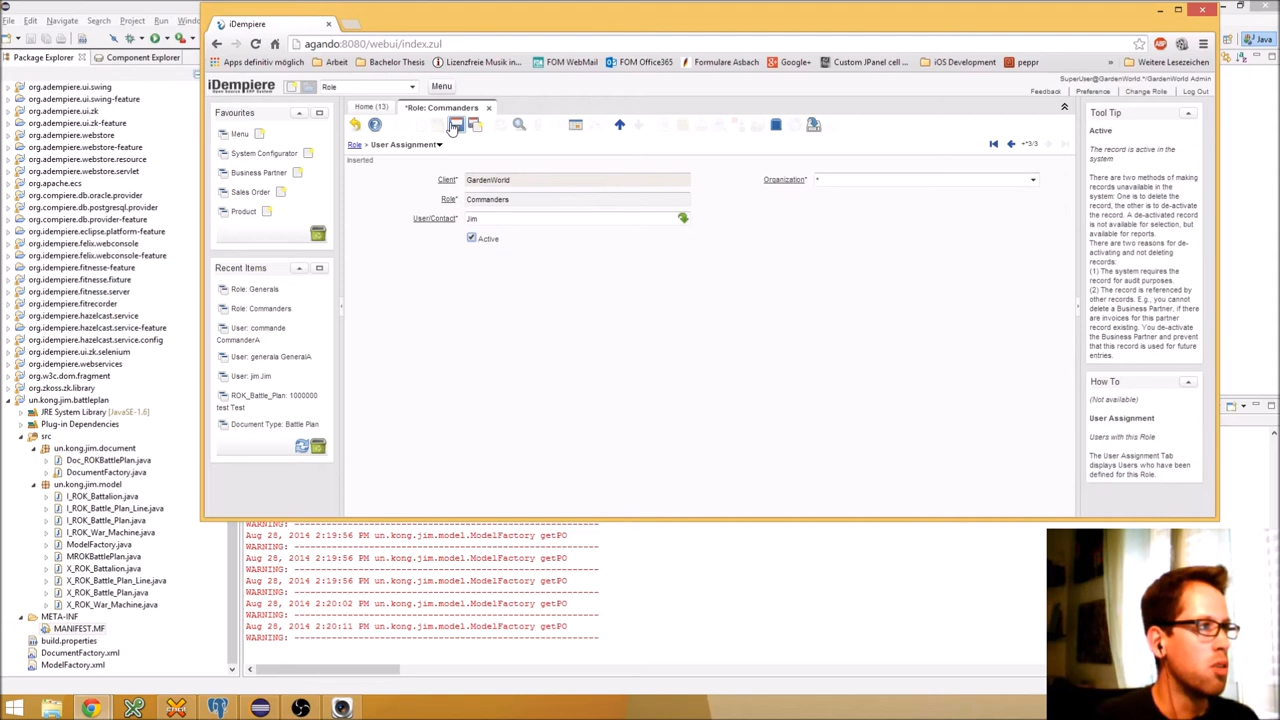 File Edit Navigate Search Project Run
Java
Package Explorer
Component Explorer
org.adempiere.ui.swing
org.adempiere.ui.swing-feature
org.adempiere.ui.zk
org.adempiere.ui.zk-feature
org.adempiere.webstore
org.adempiere.webstore-feature
org.adempiere.webstore.resource
org.adempiere.webstore.servlet
org.apache.ecs
org.compiere.db.oracle.provider
org.compiere.db.postgresql.provider
org.compiere.db.provider-feature
org.idempiere.eclipse.platform-feature
org.idempiere.felix.webconsole
org.idempiere.felix.webconsole-feature
org.idempiere.fitnesse-feature
org.idempiere.fitnesse.fixture
org.idempiere.fitnesse.server
org.idempiere.fitrecorder
org.idempiere.hazelcast.service
org.idempiere.hazelcast.service-feature
org.idempiere.hazelcast.service.config
org.idempiere.ui.zk.selenium
org.idempiere.webservices
org.w3c.dom.fragment
org.zkoss.zk.library
un.kong.jim.battleplan
JRE System Library [JavaSE-1.6]
Plug-in Dependencies
src
un.kong.jim.document
Doc_ROKBattlePlan.java
DocumentFactory.java
un.kong.jim.model
I_ROK_Battalion.java
I_ROK_Battle_Plan_Line.java
I_ROK_Battle_Plan.java
I_ROK_War_Machine.java
ModelFactory.java
MROKBattlePlan.java
X_ROK_Battalion.java
X_ROK_Battle_Plan_Line.java
X_ROK_Battle_Plan.java
X_ROK_War_Machine.java
META-INF
MANIFEST.MF
build.properties
DocumentFactory.xml
ModelFactory.xml
iDempiere
agando:8080/webui/index.zul
ABP
Apps definitiv möglich
Arbeit
Bachelor Thesis
Lizenzfreie Musik in...
CH WebMail
FOM Office365
Formulare Asbach
Google+
Custom JPanel cell ...
iOS Development
peppr
»
Weitere Lesezeichen
iDempiere
Role
Menu
SuperUser@GardenWorld.*/GardenWorld Admin
Feedback Preference Change Role Log Out
Favourites
Menu
System Configurator
Business Partner
Sales Order
Product
Recent Items
Role: Generals
Role: Commanders
User: commande
CommanderA
User: generala GeneralA
User: jim Jim
ROK_Battle_Plan: 1000000
test Test
Document Type: Battle Plan
Home (13)
*Role: Commanders
Role > User Assignment
+*3/3
Inserted
Client* GardenWorld
Organization* *
Role* Commanders
User/Contact* Jim
Active
Tool Tip
Active
The record is active in the
system
There are two methods of making
records unavailable in the
system: One is to delete the
record, the other is to de-activate
the record. A de-activated record
is not available for selection, but
available for reports.
There are two reasons for de-
activating and not deleting
records:
(1) The system requires the
record for audit purposes.
(2) The record is referenced by
other records. E.g., you cannot
delete a Business Partner, if there
are invoices for this partner
record existing. You de-activate
the Business Partner and prevent
that this record is used for future
entries.
How To
(Not available)
User Assignment
Users with this Role
The User Assignment Tab
displays Users who have been
defined for this Role.
WARNING: ------------------------------------------------------
Aug 28, 2014 2:19:56 PM un.kong.jim.model.ModelFactory getPO
WARNING: ------------------------------------------------------
Aug 28, 2014 2:19:56 PM un.kong.jim.model.ModelFactory getPO
WARNING: ------------------------------------------------------
Aug 28, 2014 2:19:56 PM un.kong.jim.model.ModelFactory getPO
WARNING: ------------------------------------------------------
Aug 28, 2014 2:20:02 PM un.kong.jim.model.ModelFactory getPO
WARNING: ------------------------------------------------------
Aug 28, 2014 2:20:11 PM un.kong.jim.model.ModelFactory getPO
WARNING: ------------------------------------------------------